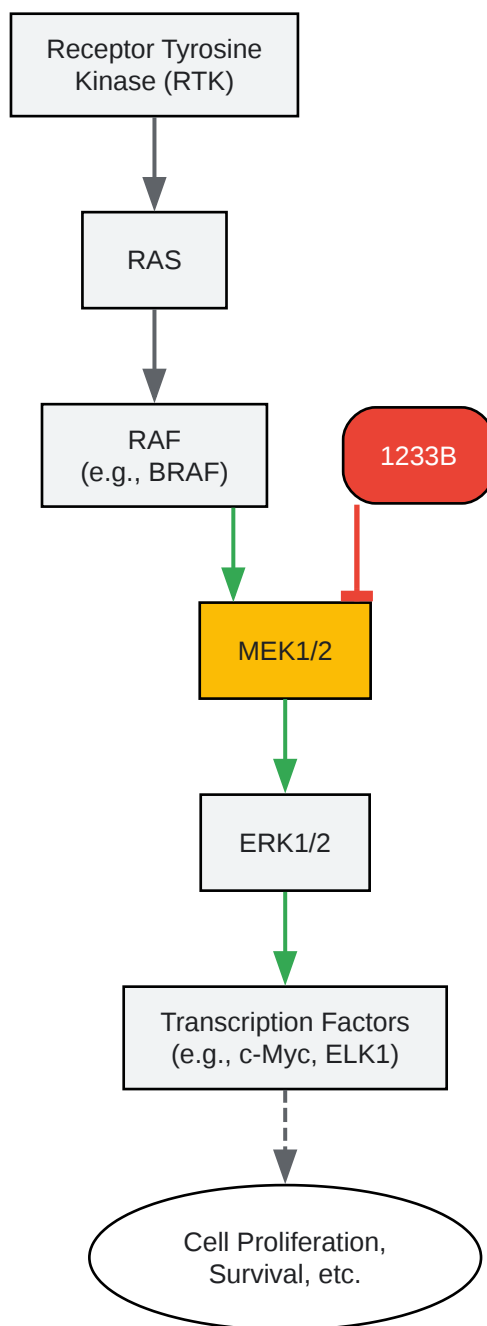 Receptor Tyrosine
Kinase (RTK)
RAS
RAF
(e.g., BRAF)
1233B
MEK1/2
ERK1/2
Transcription Factors
(e.g., c-Myc, ELK1)
Cell Proliferation,
Survival, etc.